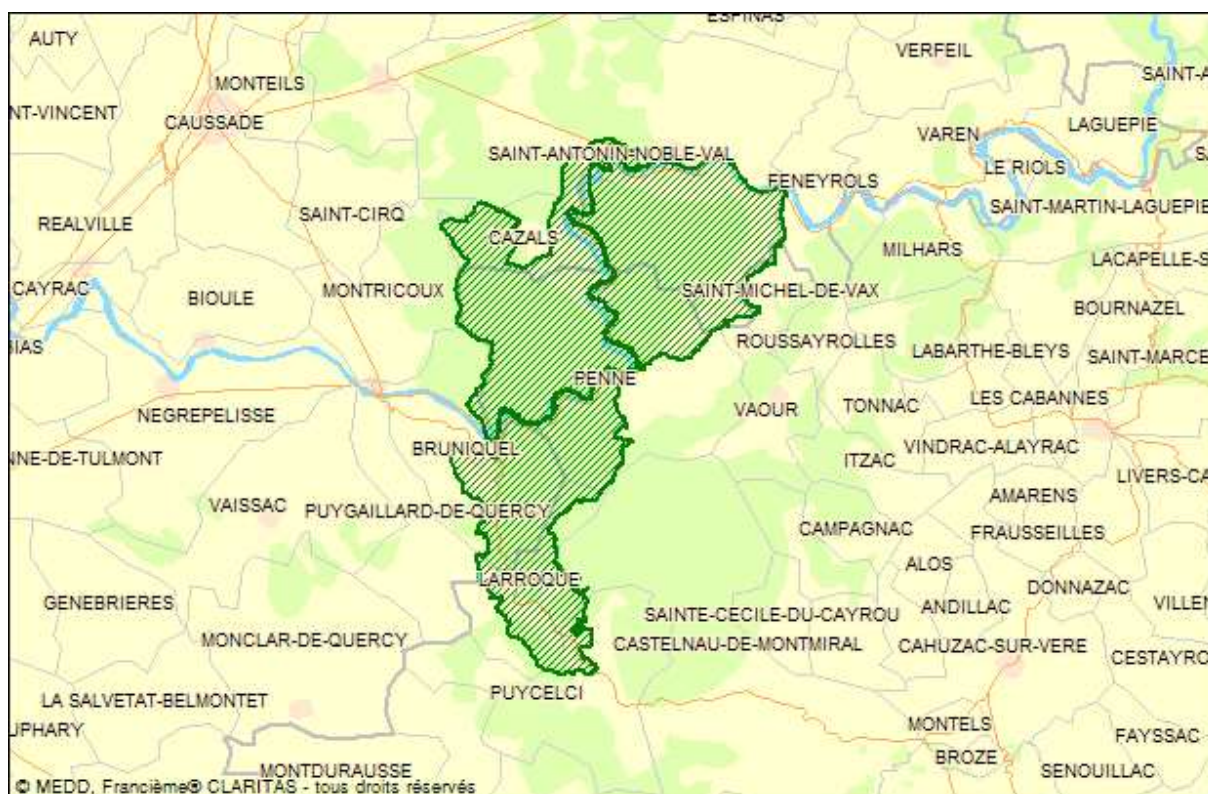 ESPINAS
AUTY
VERFEIL
MONTEILS
SAINT-A
NT-VINCENT
CAUSSADE
LAGUEPIE
VAREN
SAINT-ANTONIN-NOBLE-VAL
SA
LE RIOLS
FENEYROLS
SAINT-MARTIN-LAGUEPIE
SAINT-CIRQ
REALVILLE
CAZALS
MILHARS
LACAPELLE-S
CAYRAC
MONTRICOUX
SAINT-MICHEL-DE-VAX
BIOULE
BOURNAZEL
BIAS
ROUSSAYROLLES
LABARTHE-BLEYS
SAINT-MARCE
PENNE
LES CABANNES
TONNAC
VAOUR
NEGREPELISSE
BRUNIQUEL
VINDRAC-ALAYRAC
NNE-DE-TULMONT
ITZAC
LIVERS-CA
AMARENS
VAISSAC
PUYGAILLARD-DE-QUERCY
CAMPAGNAC
FRAUSSEILLES
ALOS
LARROQUE
DONNAZAC
GENEBRIERES
VILLEN
ANDILLAC
SAINTE-CECILE-DU-CAYROU
MONCLAR-DE-QUERCY
CASTELNAU-DE-MONTMIRAL
CAHUZAC-SUR-VERE
CESTAYRO
PUYCELCI
LA SALVETAT-BELMONTET
MONTELS
UPHARY
FAYSSAC
BROZE
MONTDURAUSSE
SENOUILLAC
© MEDD, Francième® CLARITAS - tous droits réservés